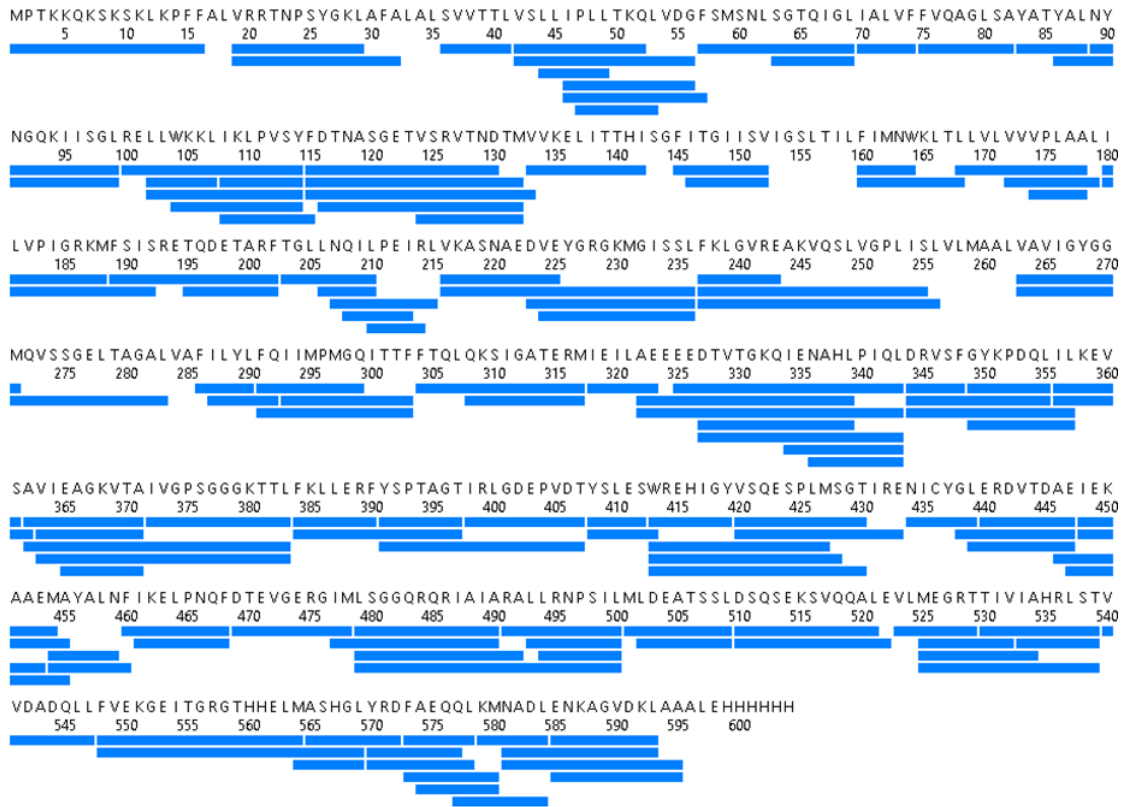 MPTKKQKSKSKLKPFFALVRRTNPSYGKLAFALALSVVTTLVSLLIPLLTKQLVDGFSMSNLSGTQIGLIALVFFVQAGLSAYATYALNY
5 10 15 20 25 30 35 40 45 50 55 60 65 70 75 80 85 90
NGQKIISGLRELLWKKLIKLPVSYFDTNASGETVSRVTNDTMVVKELITTHISGFITGIISVIGSLTILFIMNWKLTLLVLVVVPLAALI
95 100 105 110 115 120 125 130 135 140 145 150 155 160 165 170 175 180
LVPIGRKMFSISRETQDETARFTGLLNQILPEIRLVKASNAEDVEYGRGKMGISSLFKLGVREAKVQSLVGPLISLVLMAALVAVIGYGG
185 190 195 200 205 210 215 220 225 230 235 240 245 250 255 260 265 270
MQVSSGELTAGALVAFILYLFQIIMPMGQITTFFTQLQKSIGATERMIEILAEEEEDTVTGKQIENAHLPIQLDRVSFGYKPDQLILKEV
275 280 285 290 295 300 305 310 315 320 325 330 335 340 345 350 355 360
SAVIEAGKVTAIVGPSGGGKTTLFKLLERFYSPTAGTIRLGDEPVDTYSLESWREHIGYVSQESPLMSGTIRENICYGLERDVTDAEIEK
365 370 375 380 385 390 395 400 405 410 415 420 425 430 435 440 445 450
AAEMAYALNFIKELPNQFDTEVGERGIMLSGGQRQRIAIARALLRNPSILMLDEATSSLDSQSEKSVQQALEVLMEGRTTIVIAHRLSTV
455 460 465 470 475 480 485 490 495 500 505 510 515 520 525 530 535 540
VDADQLLFVEKGEITGRGTHHELMASHGLYRDFAEQQLKMNADLENKAGVDKLAAALEHHHHHH
545 550 555 560 565 570 575 580 585 590 595 600